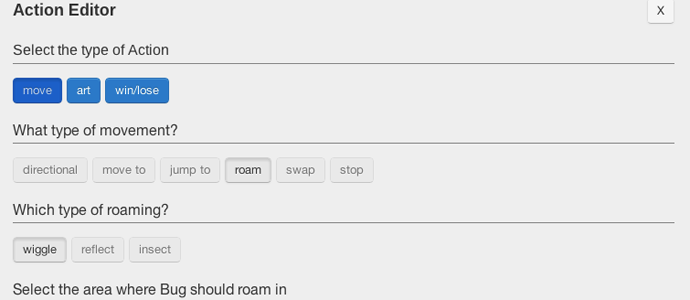 Action Editor X
Select the type of Action
move art win/lose
What type of movement?
directional move to jump to roam swap stop
Which type of roaming?
wiggle reflect insect
Select the area where Bug should roam in